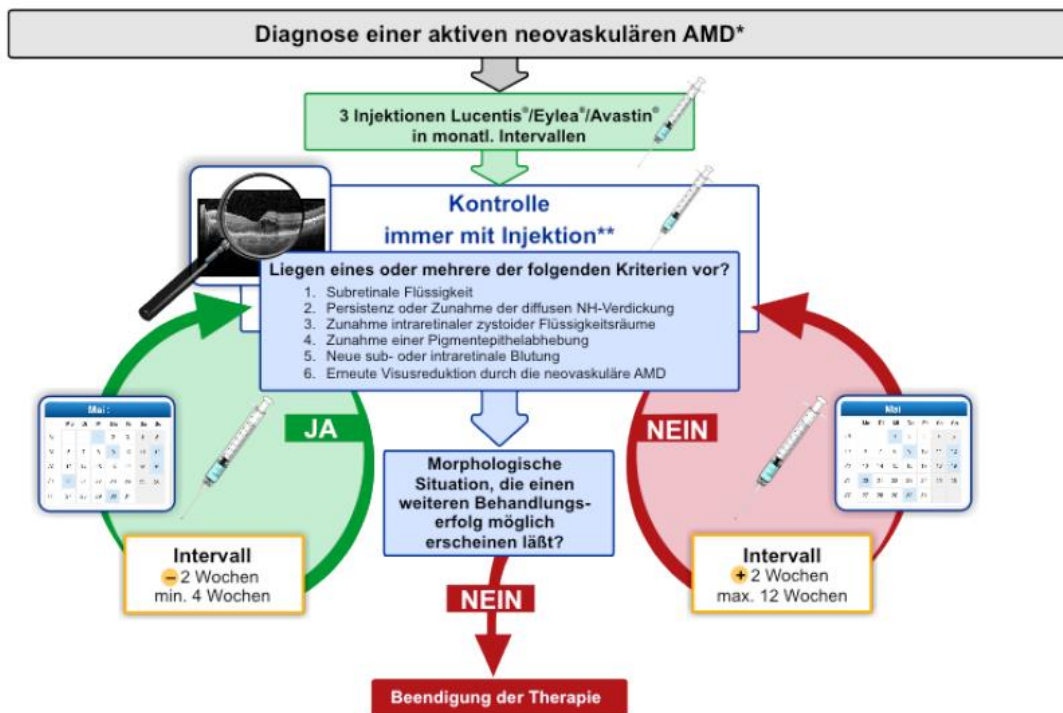 Diagnose einer aktiven neovaskulären AMD*
3 Injektionen Lucentis®/Eylea®/Avastin®
in monatl. Intervallen
Kontrolle
immer mit Injektion**
Liegen eines oder mehrere der folgenden Kriterien vor?
1. Subretinale Flüssigkeit
2. Persistenz oder Zunahme der diffusen NH-Verdickung
3. Zunahme intraretinaler zystoider Flüssigkeitsräume
4. Zunahme einer Pigmentepithelabhebung
5. Neue sub- oder intraretinale Blutung
6. Erneute Visusreduktion durch die neovaskuläre AMD
Mai
JA
Intervall
− 2 Wochen
min. 4 Wochen
Morphologische
Situation, die einen
weiteren Behandlungs-
erfolg möglich
erscheinen läßt?
NEIN
Beendigung der Therapie
NEIN
Mai
Intervall
+ 2 Wochen
max. 12 Wochen